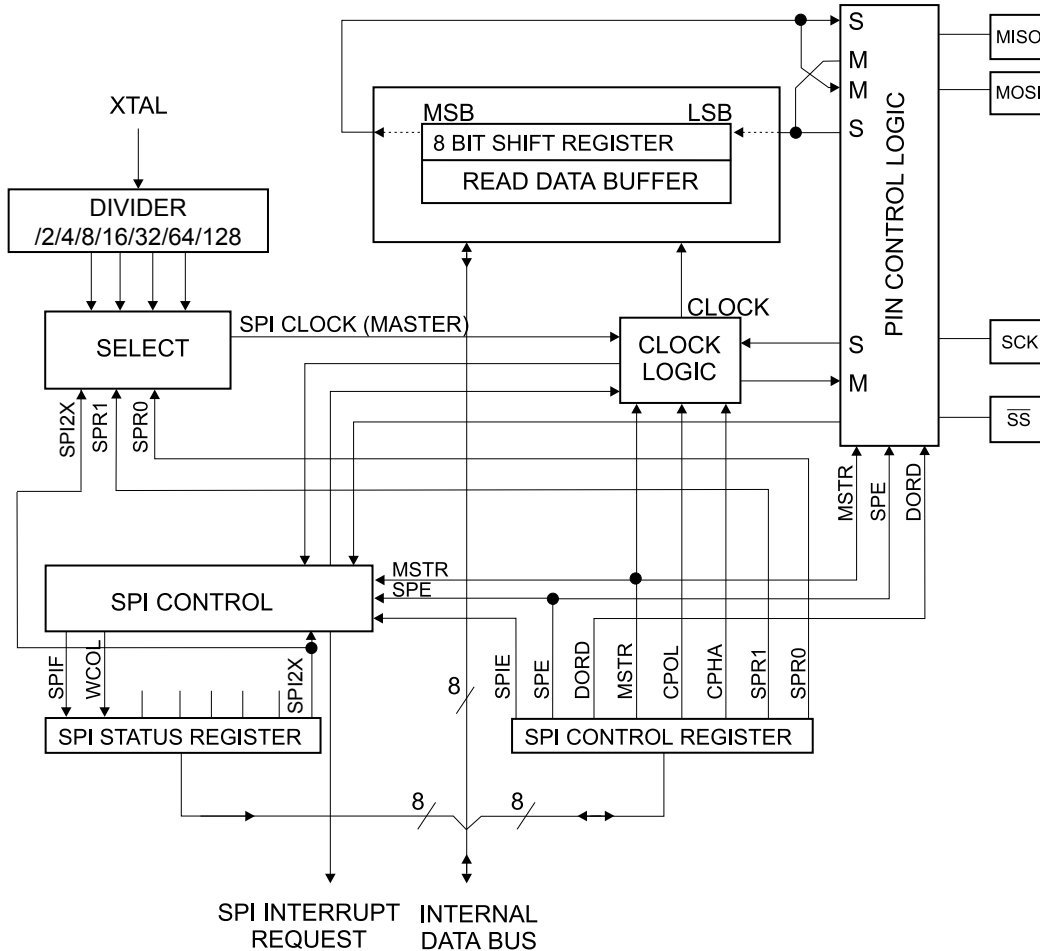 S
MISO
M
M
MOSI
XTAL
MSB
LSB
S
8 BIT SHIFT REGISTER
READ DATA BUFFER
DIVIDER
/2/4/8/16/32/64/128
PIN CONTROL LOGIC
SELECT
SPI CLOCK (MASTER)
CLOCK
CLOCK
LOGIC
S
M
SCK
SS
SPI2X
SPR1
SPR0
MSTR
SPE
DORD
SPI CONTROL
MSTR
SPE
SPIF
WCOL
SPI2X
8
SPIE
SPE
DORD
MSTR
CPOL
CPHA
SPR1
SPR0
SPI STATUS REGISTER
SPI CONTROL REGISTER
8
8
SPI INTERRUPT
REQUEST
INTERNAL
DATA BUS